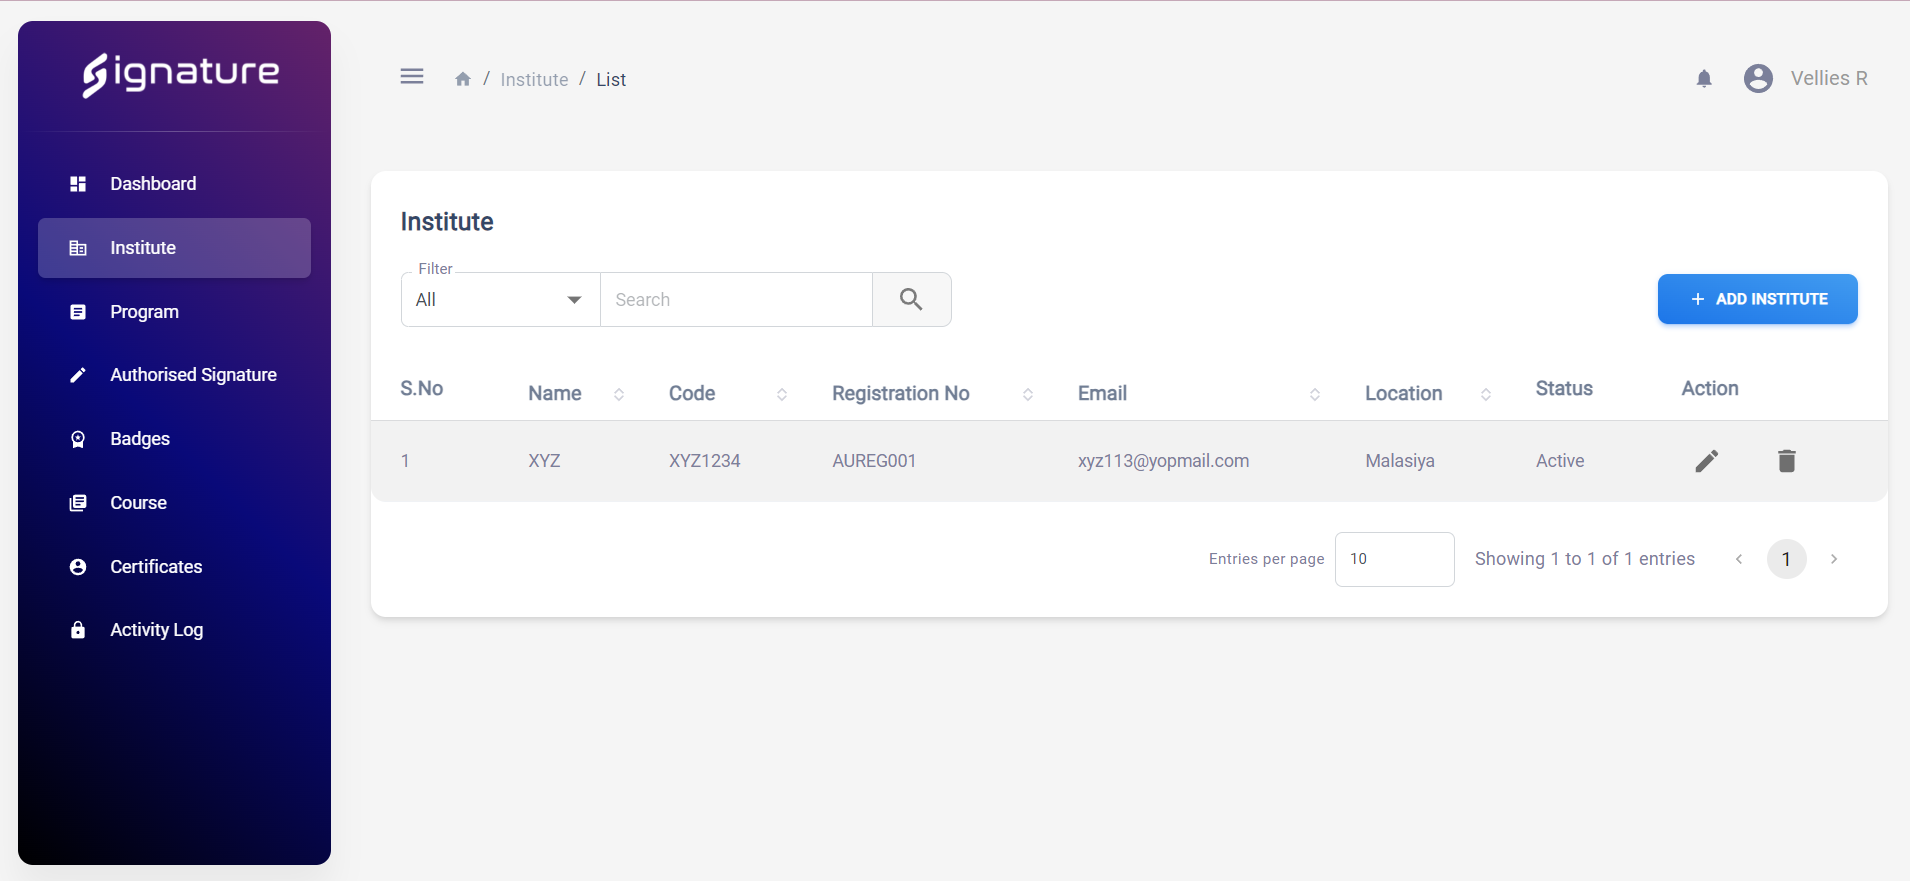 Signature
Dashboard
Institute
Program
Authorised Signature
Badges
Course
Certificates
Activity Log
/ Institute / List
Vellies R
Institute
Filter
All
Search
+ ADD INSTITUTE
S.No Name Code Registration No Email Location Status Action
1 XYZ XYZ1234 AUREG001 xyz113@yopmail.com Malasiya Active
Entries per page 10 Showing 1 to 1 of 1 entries 1